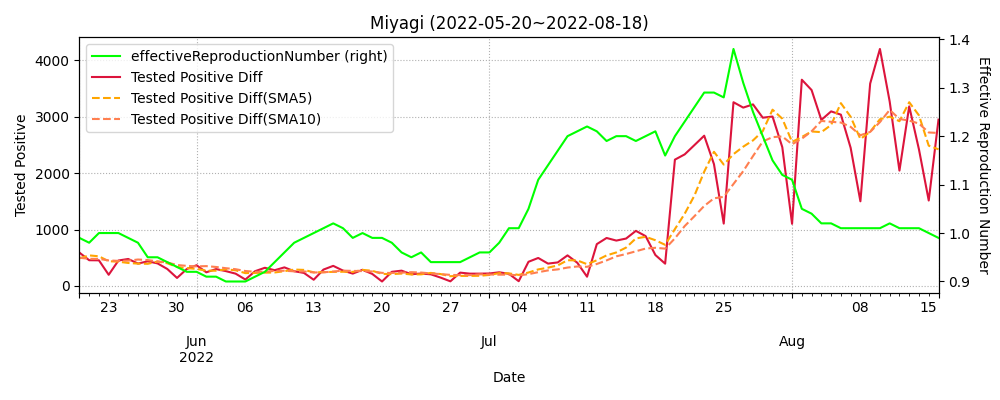 Miyagi (2022-05-20~2022-08-18)
effectiveReproductionNumber (right)
Tested Positive Diff
Tested Positive Diff(SMA5)
Tested Positive Diff(SMA10)
Tested Positive
4000
3000
2000
1000
0
Effective Reproduction Number
1.4
1.3
1.2
1.1
1.0
0.9
23 30 06 13 20 27 04 11 18 25 08 15
Jun Jul Aug
2022
Date